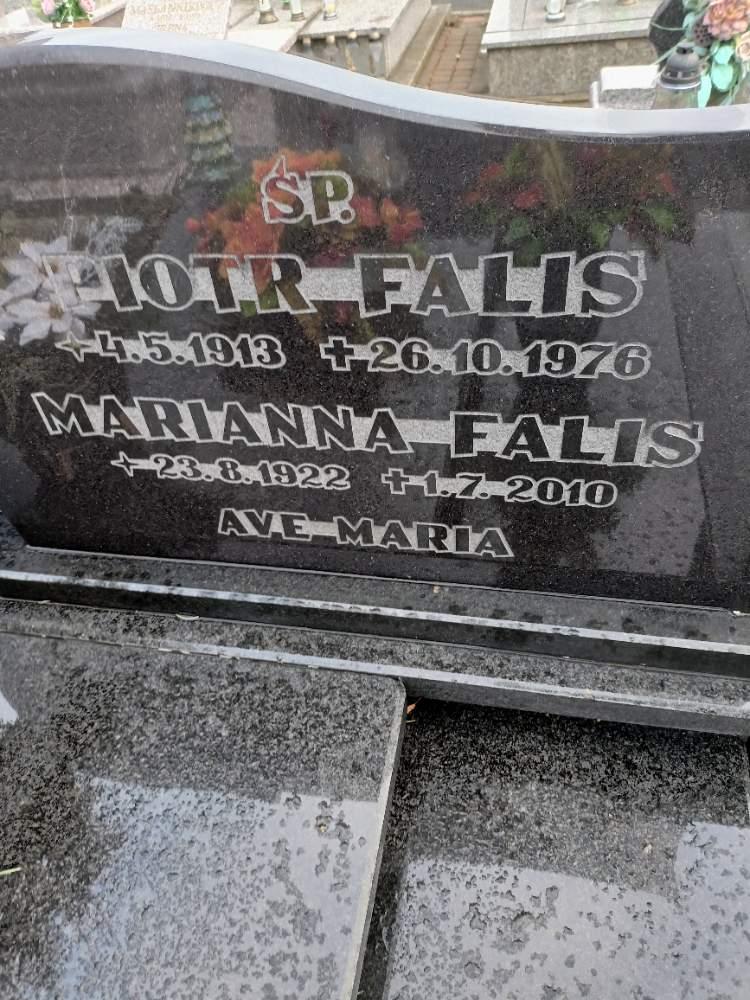 ŚP.
PIOTR FALIS
4.5.1913 ✝26.10.1976
MARIANNA FALIS
23.8.1922 ✝1.7.2010
AVE MARIA